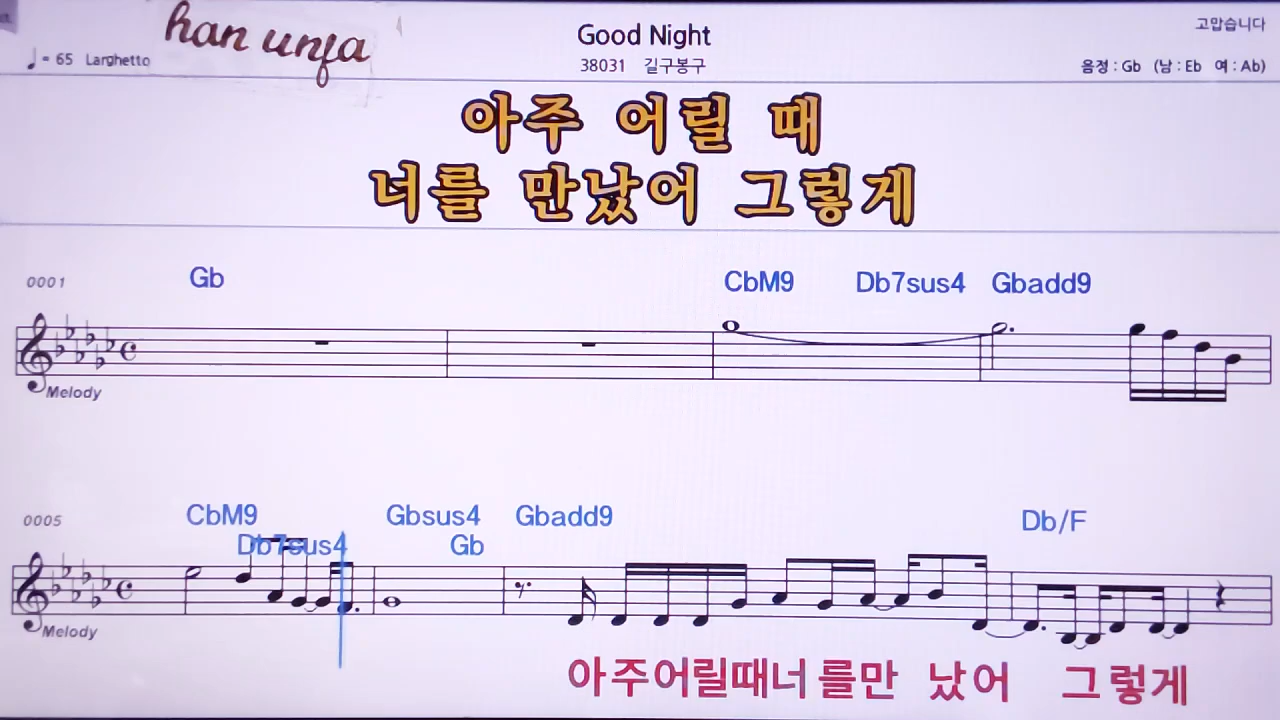 han unja
Good Night
고맙습니다
♩= 65 Larghetto
38031 길구봉구
음정 : Gb (남 : Eb 여 : Ab)
아주 어릴 때
너를 만났어 그렇게
0001 Gb CbM9 Db7sus4 Gbadd9
Melody
0005 CbM9 Gbsus4 Gbadd9 Db/F
Db7sus4 Gb
Melody
아주어릴때너를만 났어 그렇게